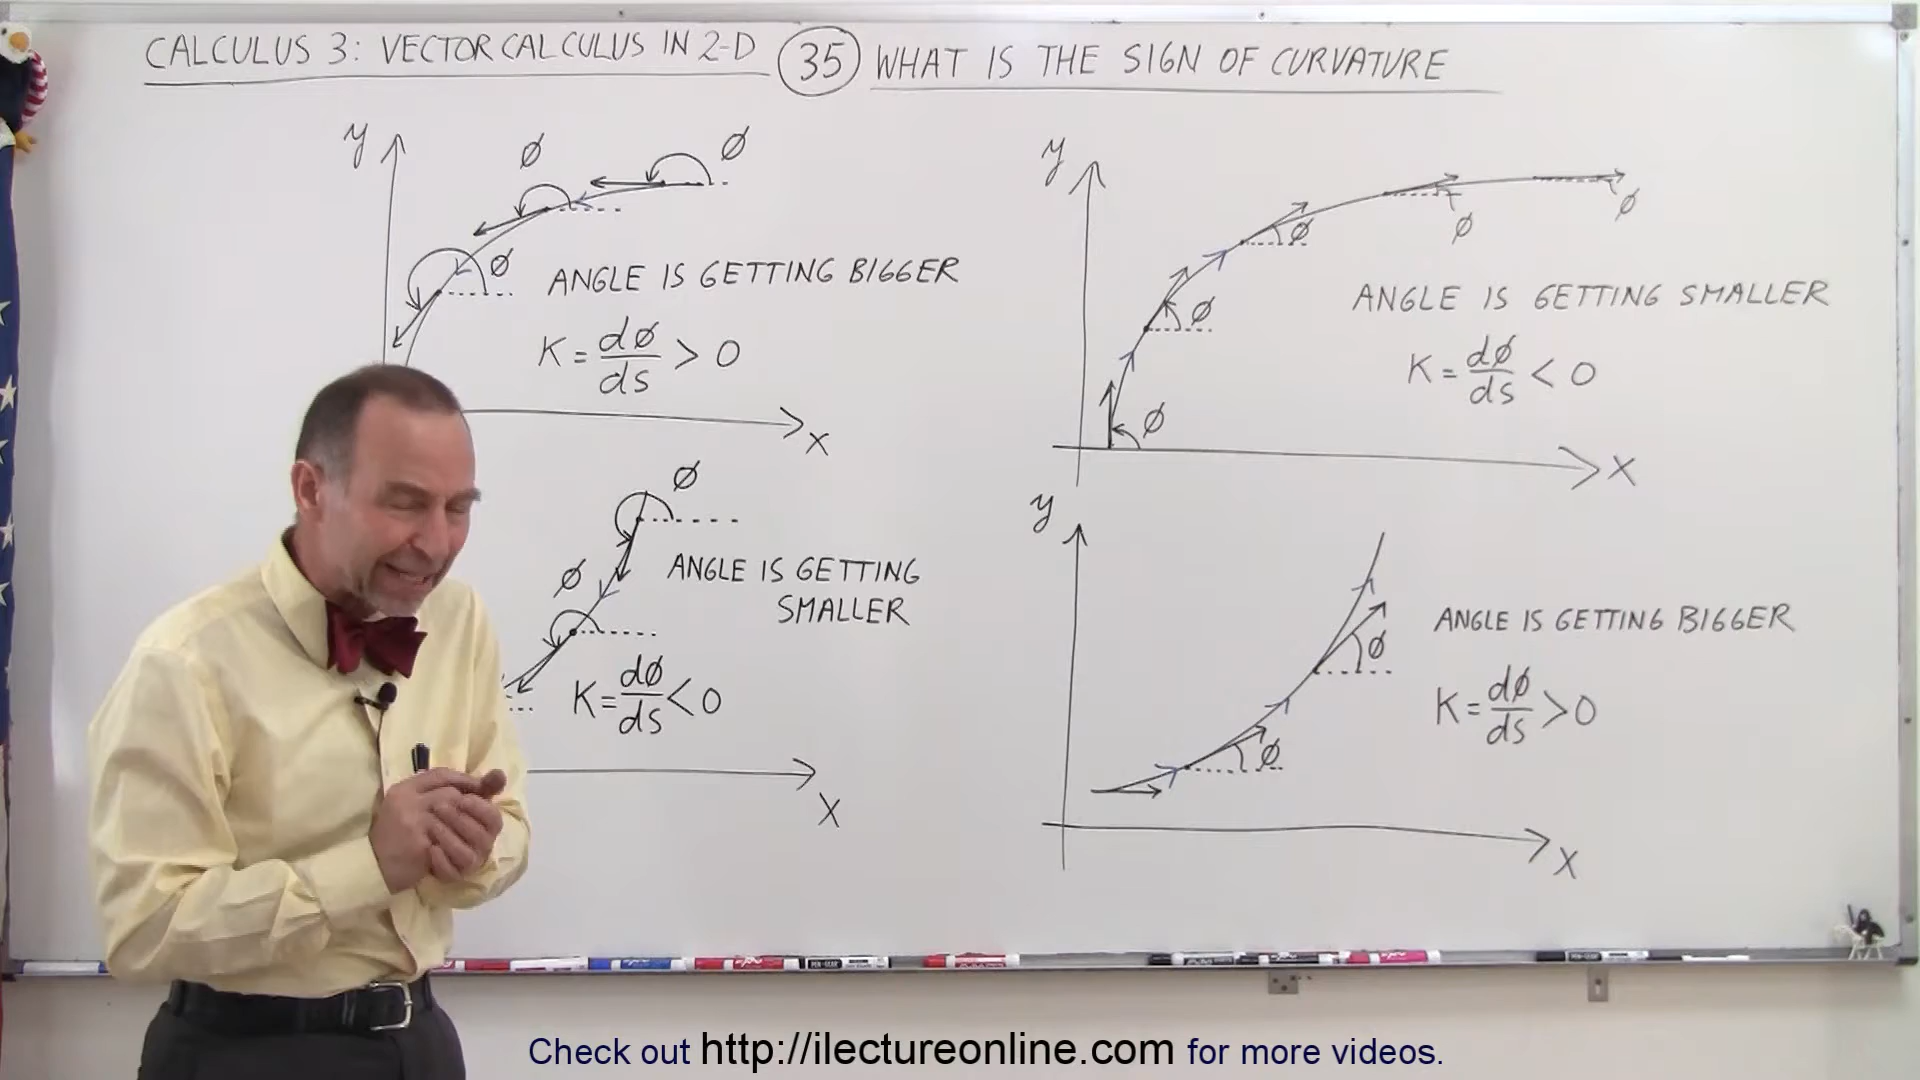 CALCULUS 3: VECTOR CALCULUS IN 2-D 35 WHAT IS THE SIGN OF CURVATURE
y
ø
ø
ø
ANGLE IS GETTING BIGGER
K = dø/ds > 0
x
y
ø
ø
ø
ø
ø
ANGLE IS GETTING SMALLER
K = dø/ds < 0
x
ø
ø
ANGLE IS GETTING
SMALLER
K = dø/ds < 0
x
y
ø
ø
ANGLE IS GETTING BIGGER
K = dø/ds > 0
x
Check out http://ilectureonline.com for more videos.